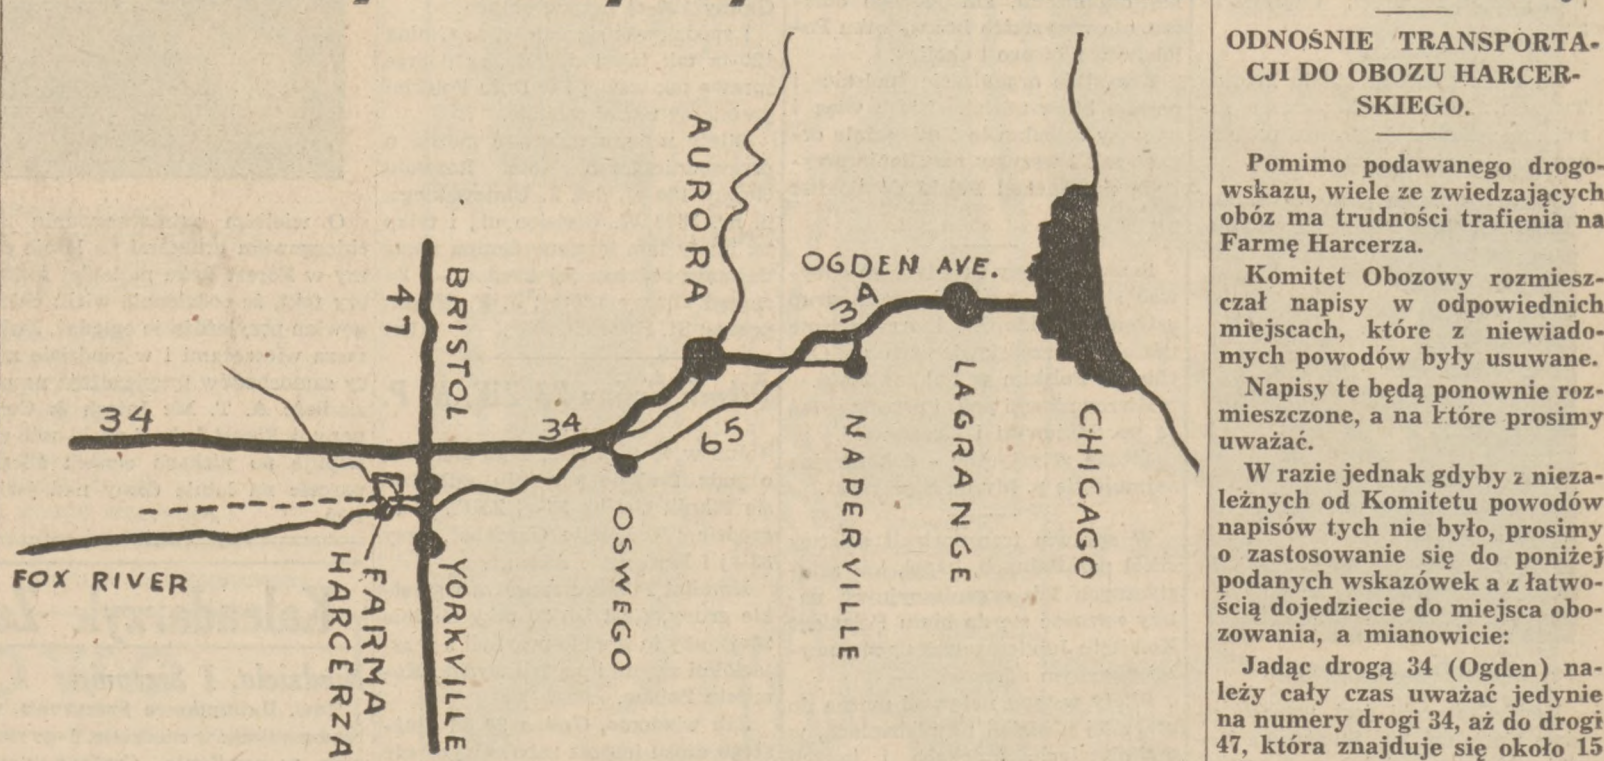 AURORA
OGDEN AVE.
34
BRISTOL
47
34
34
65
LAGRANGE
NAPERVILLE
CHICAGO
OSWEGO
FOX RIVER
FARMA
HARCERZA
YORKVILLE
ODNOŚNIE TRANSPORTA-
CJI DO OBOZU HARCER-
SKIEGO.
Pomimo podawanego drogo-
wskazu, wiele ze zwiedzających
obóz ma trudności trafienia na
Farmę Harcerza.
Komitet Obozowy rozmiesz-
czał napisy w odpowiednich
miejscach, które z niewiado-
mych powodów były usuwane.
Napisy te będą ponownie roz-
mieszczone, a na które prosimy
uważać.
W razie jednak gdyby z nieza-
leżnych od Komitetu powodów
napisów tych nie było, prosimy
o zastosowanie się do poniżej
podanych wskazówek a z łatwo-
ścią dojedziecie do miejsca obo-
zowania, a mianowicie:
Jadąc drogą 34 (Ogden) na-
leży cały czas uważać jedynie
na numery drogi 34, aż do drogi
47, która znajduje się około 15